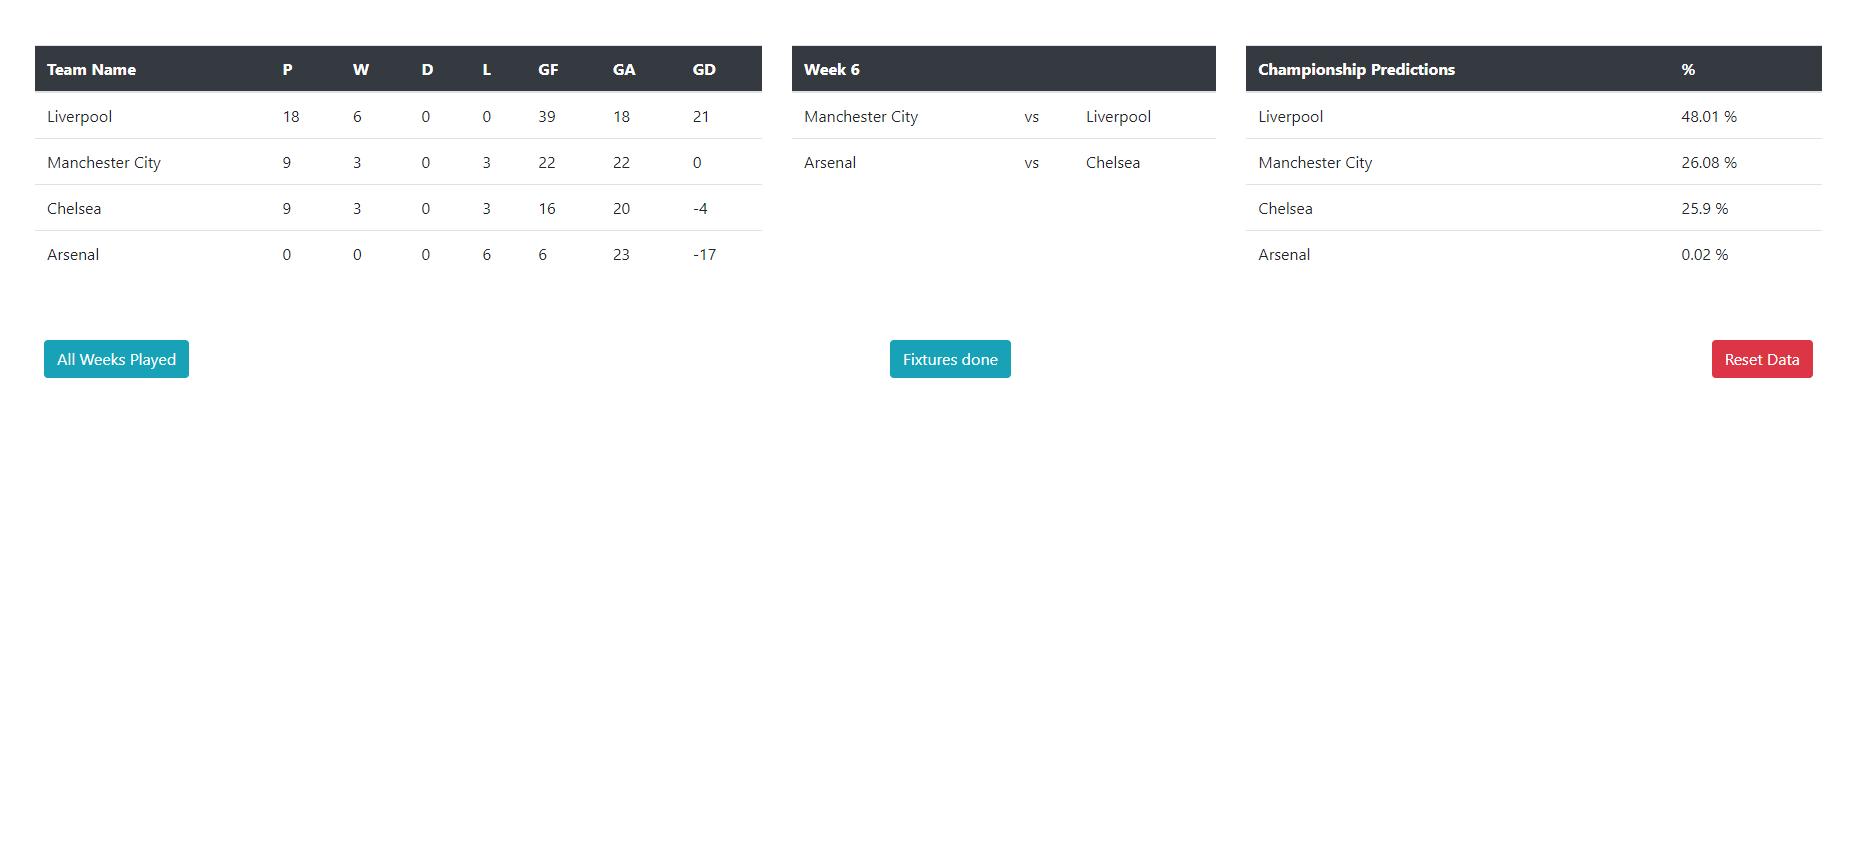 Team Name P W D L GF GA GD
Liverpool 18 6 0 0 39 18 21
Manchester City 9 3 0 3 22 22 0
Chelsea 9 3 0 3 16 20 -4
Arsenal 0 0 0 6 6 23 -17
Week 6
Manchester City vs Liverpool
Arsenal vs Chelsea
Championship Predictions %
Liverpool 48.01 %
Manchester City 26.08 %
Chelsea 25.9 %
Arsenal 0.02 %
All Weeks Played
Fixtures done
Reset Data